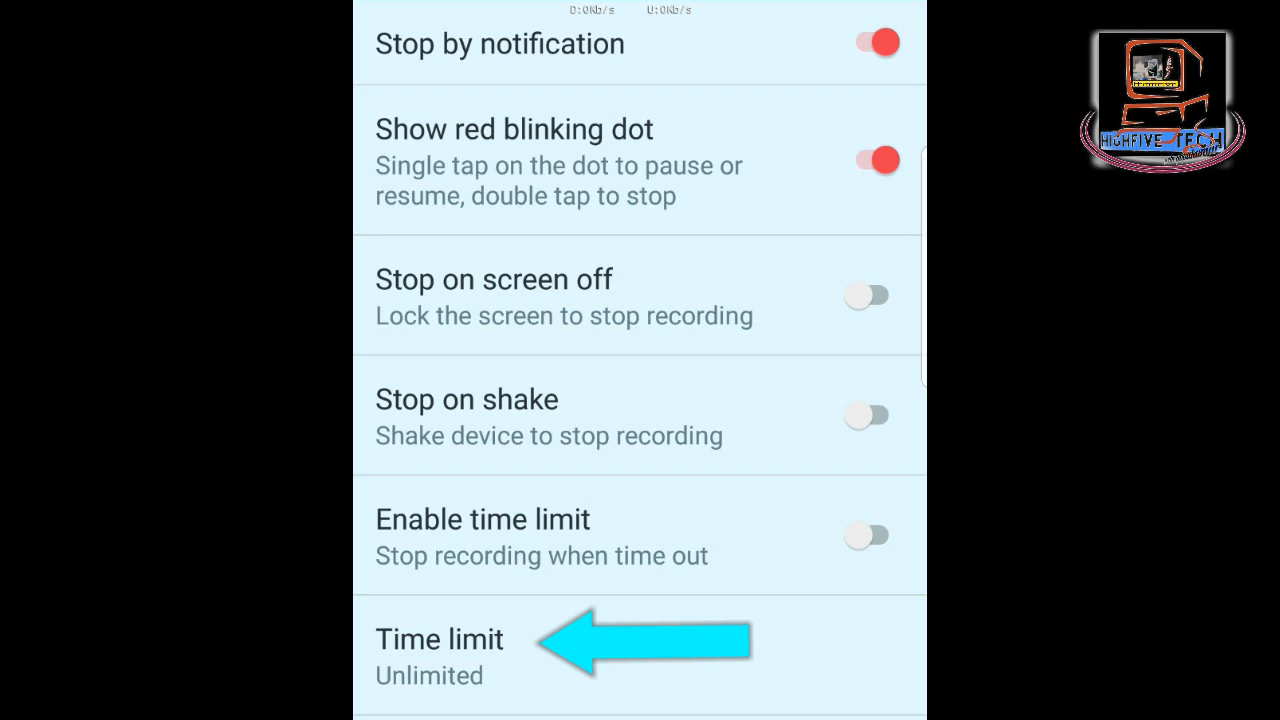 D:0Kb/s U:0Kb/s
Stop by notification
Show red blinking dot
Single tap on the dot to pause or
resume, double tap to stop
Stop on screen off
Lock the screen to stop recording
Stop on shake
Shake device to stop recording
Enable time limit
Stop recording when time out
Time limit
Unlimited
HIGHFIVE TECH